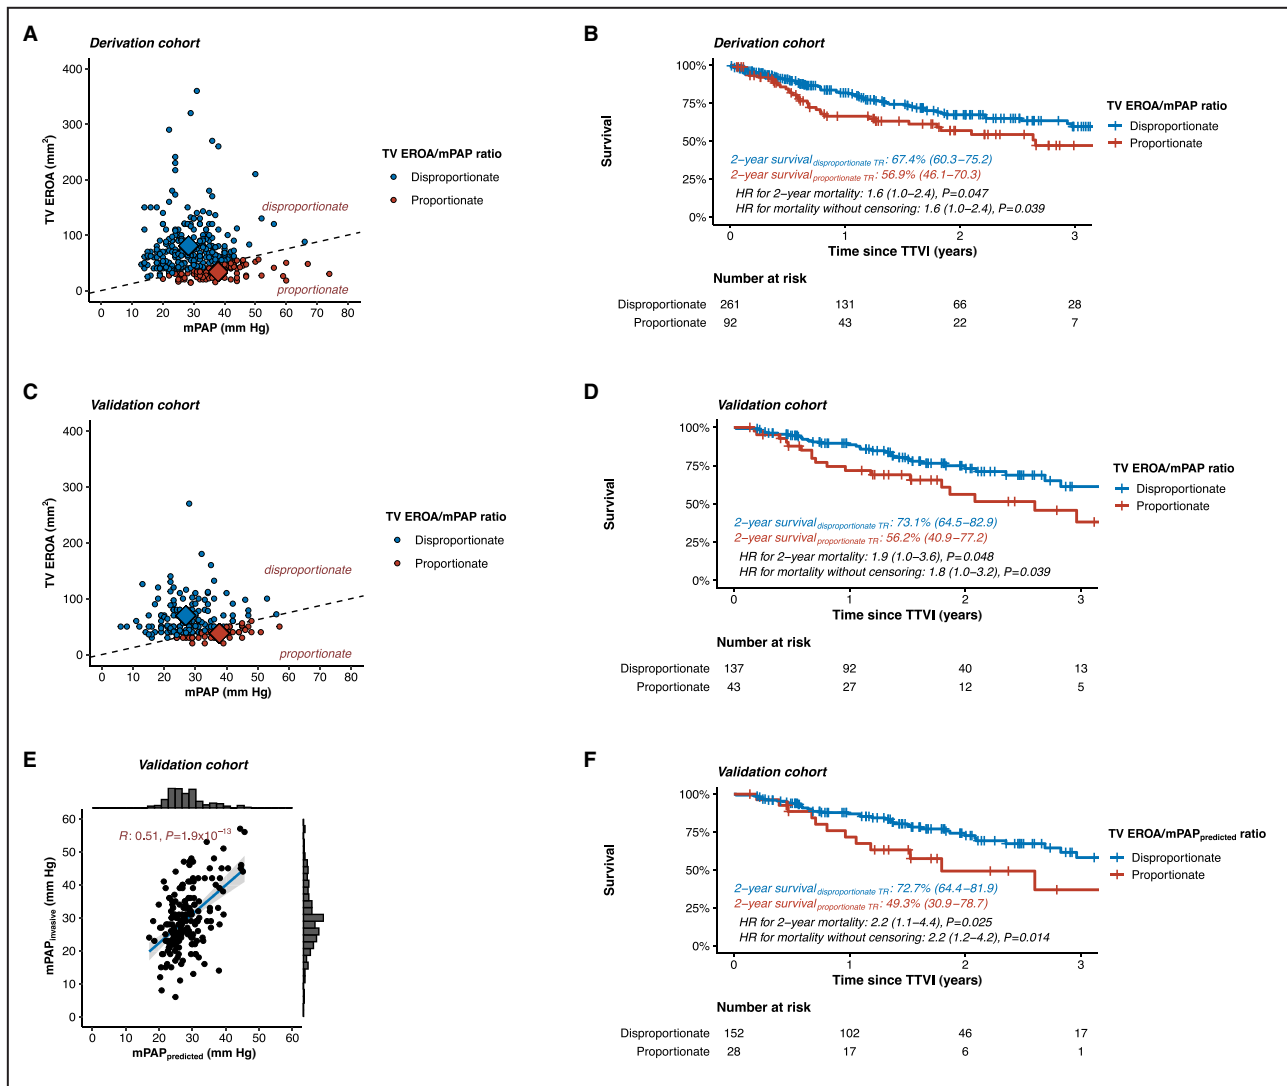 A
Derivation cohort
400
300
200
100
0
TV EROA (mm²)
disproportionate
proportionate
0 10 20 30 40 50 60 70 80
mPAP (mm Hg)
TV EROA/mPAP ratio
Disproportionate
Proportionate
B
Derivation cohort
100%
75%
50%
25%
0%
Survival
2−year survival disproportionate TR: 67.4% (60.3−75.2)
2−year survival proportionate TR: 56.9% (46.1−70.3)
HR for 2−year mortality: 1.6 (1.0−2.4), P=0.047
HR for mortality without censoring: 1.6 (1.0−2.4), P=0.039
0 1 2 3
Time since TTVI (years)
TV EROA/mPAP ratio
Disproportionate
Proportionate
Number at risk
Disproportionate 261 131 66 28
Proportionate 92 43 22 7
C
Validation cohort
400
300
200
100
0
TV EROA (mm²)
disproportionate
proportionate
0 10 20 30 40 50 60 70 80
mPAP (mm Hg)
TV EROA/mPAP ratio
Disproportionate
Proportionate
D
Validation cohort
100%
75%
50%
25%
0%
Survival
2−year survival disproportionate TR: 73.1% (64.5−82.9)
2−year survival proportionate TR: 56.2% (40.9−77.2)
HR for 2−year mortality: 1.9 (1.0−3.6), P=0.048
HR for mortality without censoring: 1.8 (1.0−3.2), P=0.039
0 1 2 3
Time since TTVI (years)
TV EROA/mPAP ratio
Disproportionate
Proportionate
Number at risk
Disproportionate 137 92 40 13
Proportionate 43 27 12 5
E
Validation cohort
60
50
40
30
20
10
0
mPAPinvasive (mm Hg)
R: 0.51, P=1.9x10⁻¹³
0 10 20 30 40 50 60
mPAPpredicted (mm Hg)
F
Validation cohort
100%
75%
50%
25%
0%
Survival
2−year survival disproportionate TR: 72.7% (64.4−81.9)
2−year survival proportionate TR: 49.3% (30.9−78.7)
HR for 2−year mortality: 2.2 (1.1−4.4), P=0.025
HR for mortality without censoring: 2.2 (1.2−4.2), P=0.014
0 1 2 3
Time since TTVI (years)
TV EROA/mPAPpredicted ratio
Disproportionate
Proportionate
Number at risk
Disproportionate 152 102 46 17
Proportionate 28 17 6 1